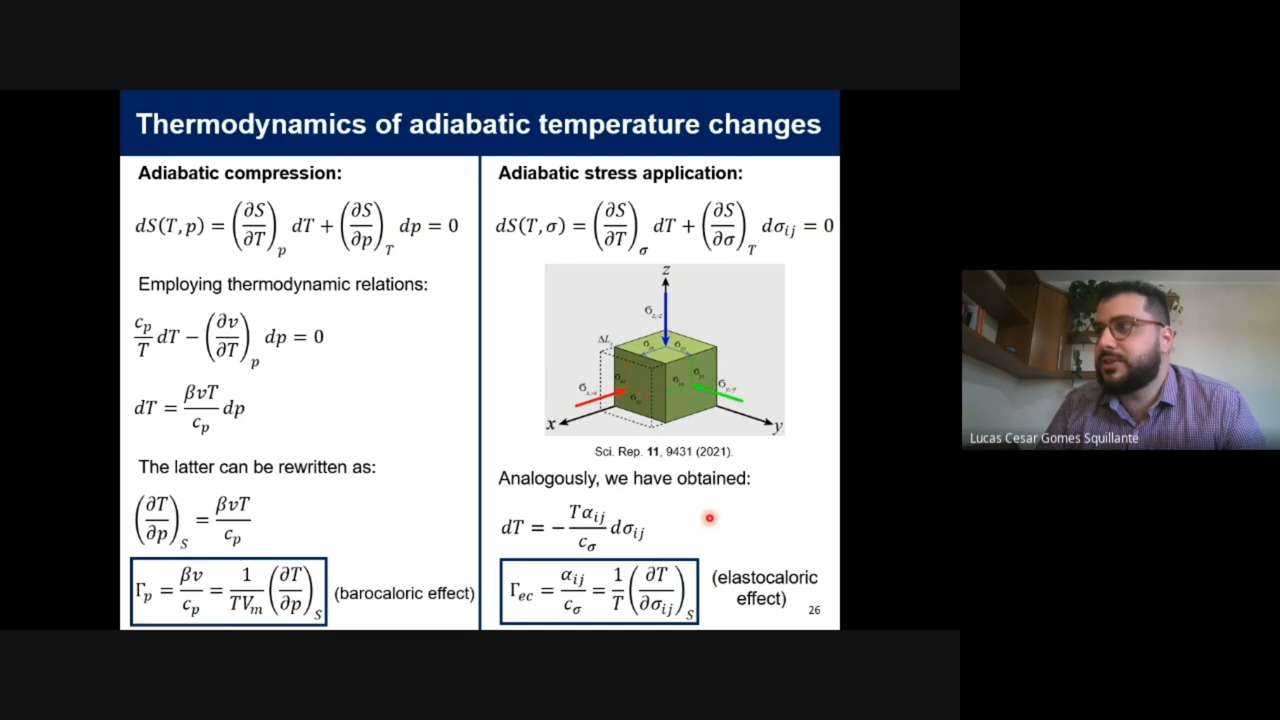 Thermodynamics of adiabatic temperature changes
Adiabatic compression:
dS(T, p) = (∂S/∂T)_p dT + (∂S/∂p)_T dp = 0
Employing thermodynamic relations:
c_p/T dT − (∂v/∂T)_p dp = 0
dT = βvT/c_p dp
The latter can be rewritten as:
(∂T/∂p)_S = βvT/c_p
Γ_p = βv/c_p = 1/TV_m (∂T/∂p)_S (barocaloric effect)
Adiabatic stress application:
dS(T, σ) = (∂S/∂T)_σ dT + (∂S/∂σ)_T dσ_ij = 0
z
ΔL
x
y
Sci. Rep. 11, 9431 (2021).
Analogously, we have obtained:
dT = − Tα_ij/c_σ dσ_ij
Γ_ec = α_ij/c_σ = 1/T (∂T/∂σ_ij)_S
(elastocaloric
effect)
26
Lucas Cesar Gomes Squillante